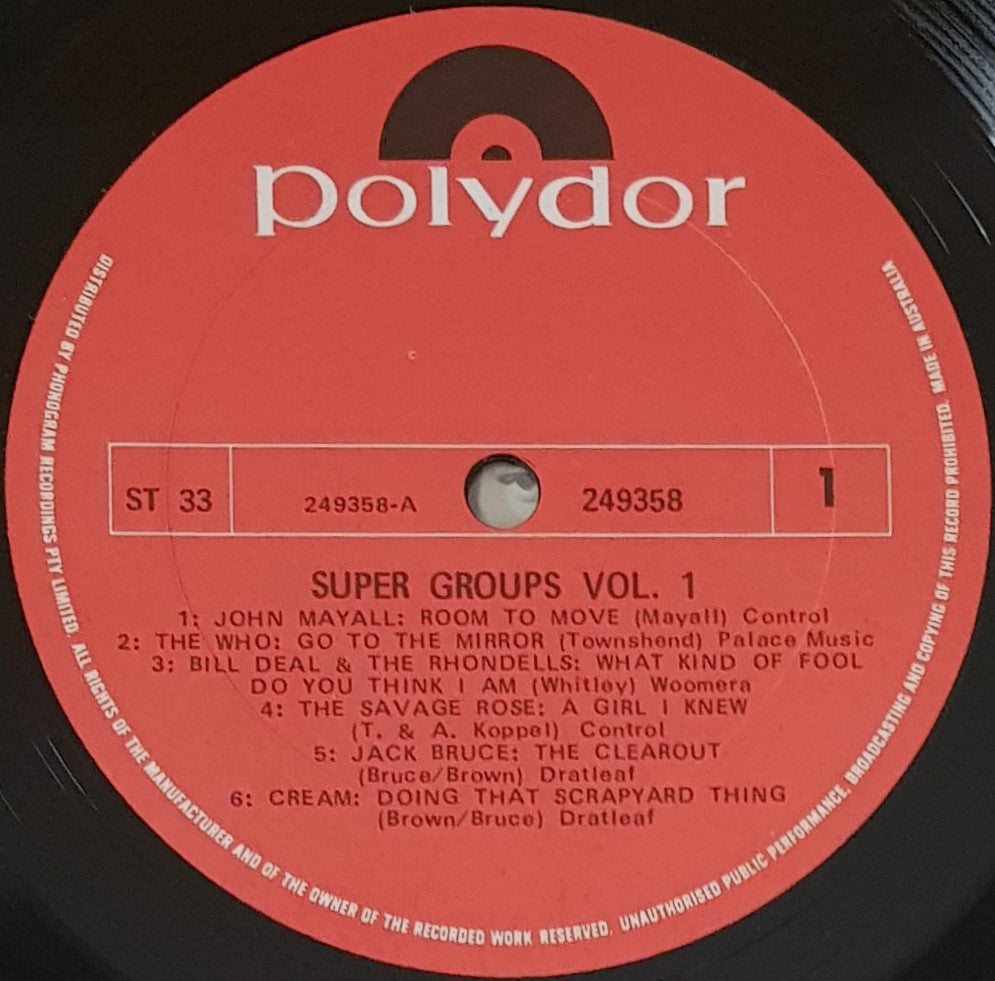 polydor
ST 33
249358-A
249358
1
SUPER GROUPS VOL. 1
1: JOHN MAYALL: ROOM TO MOVE (Mayall) Control
2: THE WHO: GO TO THE MIRROR (Townshend) Palace Music
3: BILL DEAL & THE RHONDELLS: WHAT KIND OF FOOL
DO YOU THINK I AM (Whitley) Woomera
4: THE SAVAGE ROSE: A GIRL I KNEW
(T. & A. Koppel) Control
5: JACK BRUCE: THE CLEAROUT
(Bruce/Brown) Dratleaf
6: CREAM: DOING THAT SCRAPYARD THING
(Brown/Bruce) Dratleaf
DISTRIBUTED BY PHONOGRAM RECORDINGS PTY LIMITED. ALL RIGHTS OF THE MANUFACTURER AND OF THE OWNER OF THE RECORDED WORK RESERVED. UNAUTHORISED PUBLIC PERFORMANCE, BROADCASTING AND COPYING OF THIS RECORD PROHIBITED. MADE IN AUSTRALIA